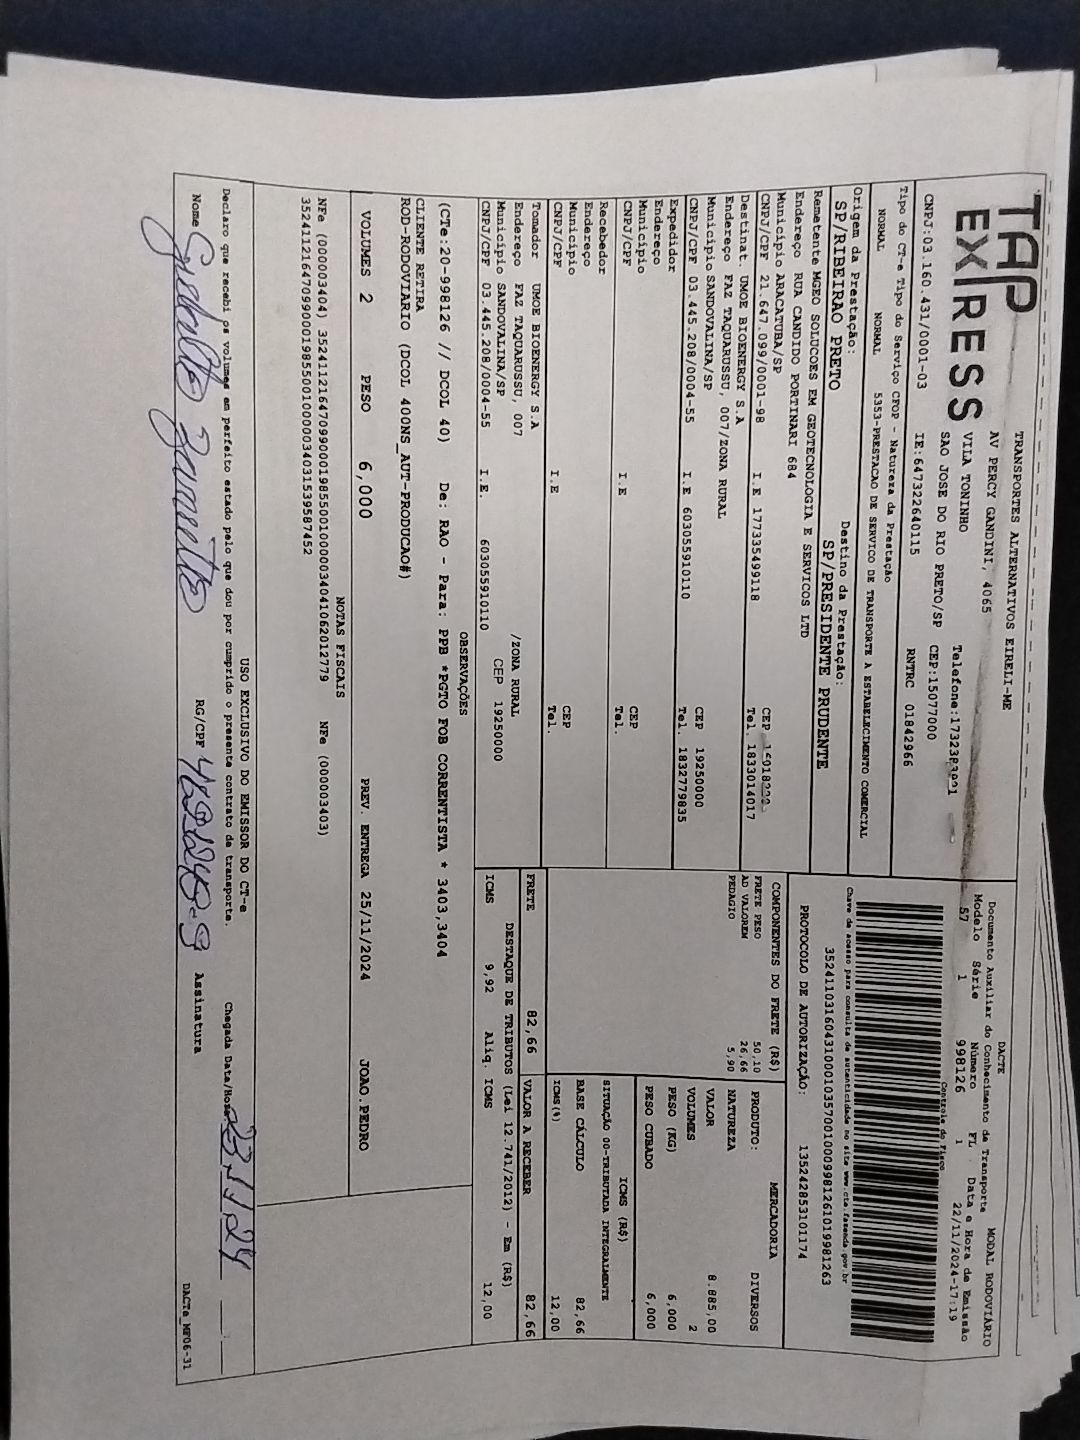 TAP
EXPRESS
TRANSPORTES ALTERNATIVOS EIRELI-ME
AV PERCY GANDINI, 4065
VILA TONINHO
SAO JOSE DO RIO PRETO/SP CEP:15077000
CNPJ:03.160.431/0001-03 IE:647322640115 RNTRC 01842966
Tipo do CT-e Tipo do Serviço CFOP - Natureza da Prestação
NORMAL NORMAL 5353-PRESTACAO DE SERVICO DE TRANSPORTE A ESTABELECIMENTO COMERCIAL
Origem da Prestação: Destino da Prestação:
SP/RIBEIRAO PRETO SP/PRESIDENTE PRUDENTE
Remetente MGEO SOLUCOES EM GEOTECNOLOGIA E SERVICOS LTD
Endereço RUA CANDIDO PORTINARI 684
Município ARACATUBA/SP CEP
CNPJ/CPF 21.647.099/0001-98 I.E 177335499118 Tel. 1833014017
Destinat. UMOE BIOENERGY S.A
Endereço FAZ TAQUARUSSU, 007/ZONA RURAL
Município SANDOVALINA/SP CEP 19250000
CNPJ/CPF 03.445.208/0004-55 I.E 603055910110 Tel. 1832779835
Expedidor
Endereço
Município CEP
CNPJ/CPF I.E Tel.
Recebedor
Endereço
Município CEP
CNPJ/CPF I.E Tel.
Tomador UMOE BIOENERGY S.A
Endereço FAZ TAQUARUSSU, 007 /ZONA RURAL
Município SANDOVALINA/SP CEP 19250000
CNPJ/CPF 03.445.208/0004-55 I.E. 603055910110
DACTE MODAL RODOVIÁRIO
Documento Auxiliar do Conhecimento de Transporte
Modelo Série Número FL Data e Hora de Emissão
57 1 998126 1 22/11/2024-17:19
Controle do Fisco
Chave de acesso para consulta de autenticidade no site www.cte.fazenda.gov.br
35241103160431000103570010009981261019981263
PROTOCOLO DE AUTORIZAÇÃO: 135242853101174
COMPONENTES DO FRETE (R$)
FRETE PESO 50,10
AD VALOREM 26,66
PEDAGIO 5,90
MERCADORIA
PRODUTO: DIVERSOS
NATUREZA
VALOR 8.885,00
VOLUMES 2
PESO (KG) 6,000
PESO CUBADO 6,000
ICMS (R$)
SITUAÇÃO 00-TRIBUTADA INTEGRALMENTE
BASE CÁLCULO 82,66
ICMS(%) 12,00
FRETE 82,66 VALOR A RECEBER 82,66
DESTAQUE DE TRIBUTOS (Lei 12.741/2012) - Em (R$)
ICMS 9,92 Aliq. ICMS 12,00
OBSERVAÇÕES
(CTe:20-998126 // DCOL 40) De: RAO - Para: PPB *PGTO FOB CORRENTISTA * 3403,3404
CLIENTE RETIRA
ROD-RODOVIARIO (DCOL 400NS_AUT-PRODUCAO#)
VOLUMES 2 PESO 6,000 PREV. ENTREGA 25/11/2024 JOAO.PEDRO
NOTAS FISCAIS
NFe (00003404) 35241121647099000198550010000034041062012779 NFe (000003403)
35241121647099000198550010000034031539587452
USO EXCLUSIVO DO EMISSOR DO CT-e
Declaro que recebi os volumes em perfeito estado pelo que dou por cumprido o presente contrato de transporte. Chegada Data/Hora 23-11-24
Nome RG/CPF Assinatura
DACTe_MF06-31